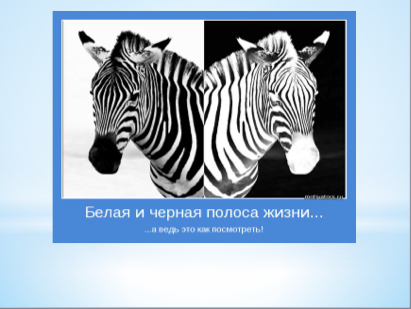 Белая и черная полоса жизни...
...а ведь это как посмотреть!